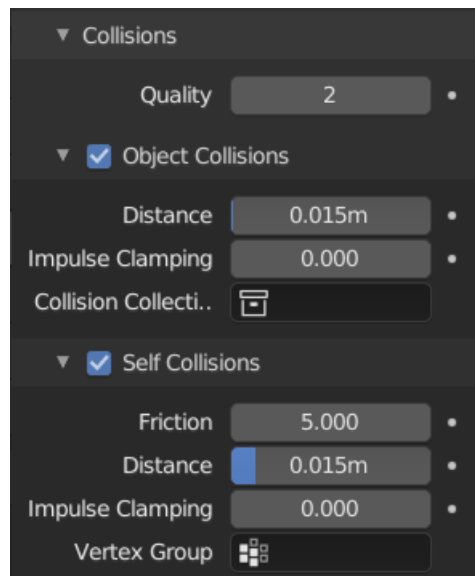 Collisions
Quality 2
Object Collisions
Distance 0.015m
Impulse Clamping 0.000
Collision Collecti..
Self Collisions
Friction 5.000
Distance 0.015m
Impulse Clamping 0.000
Vertex Group